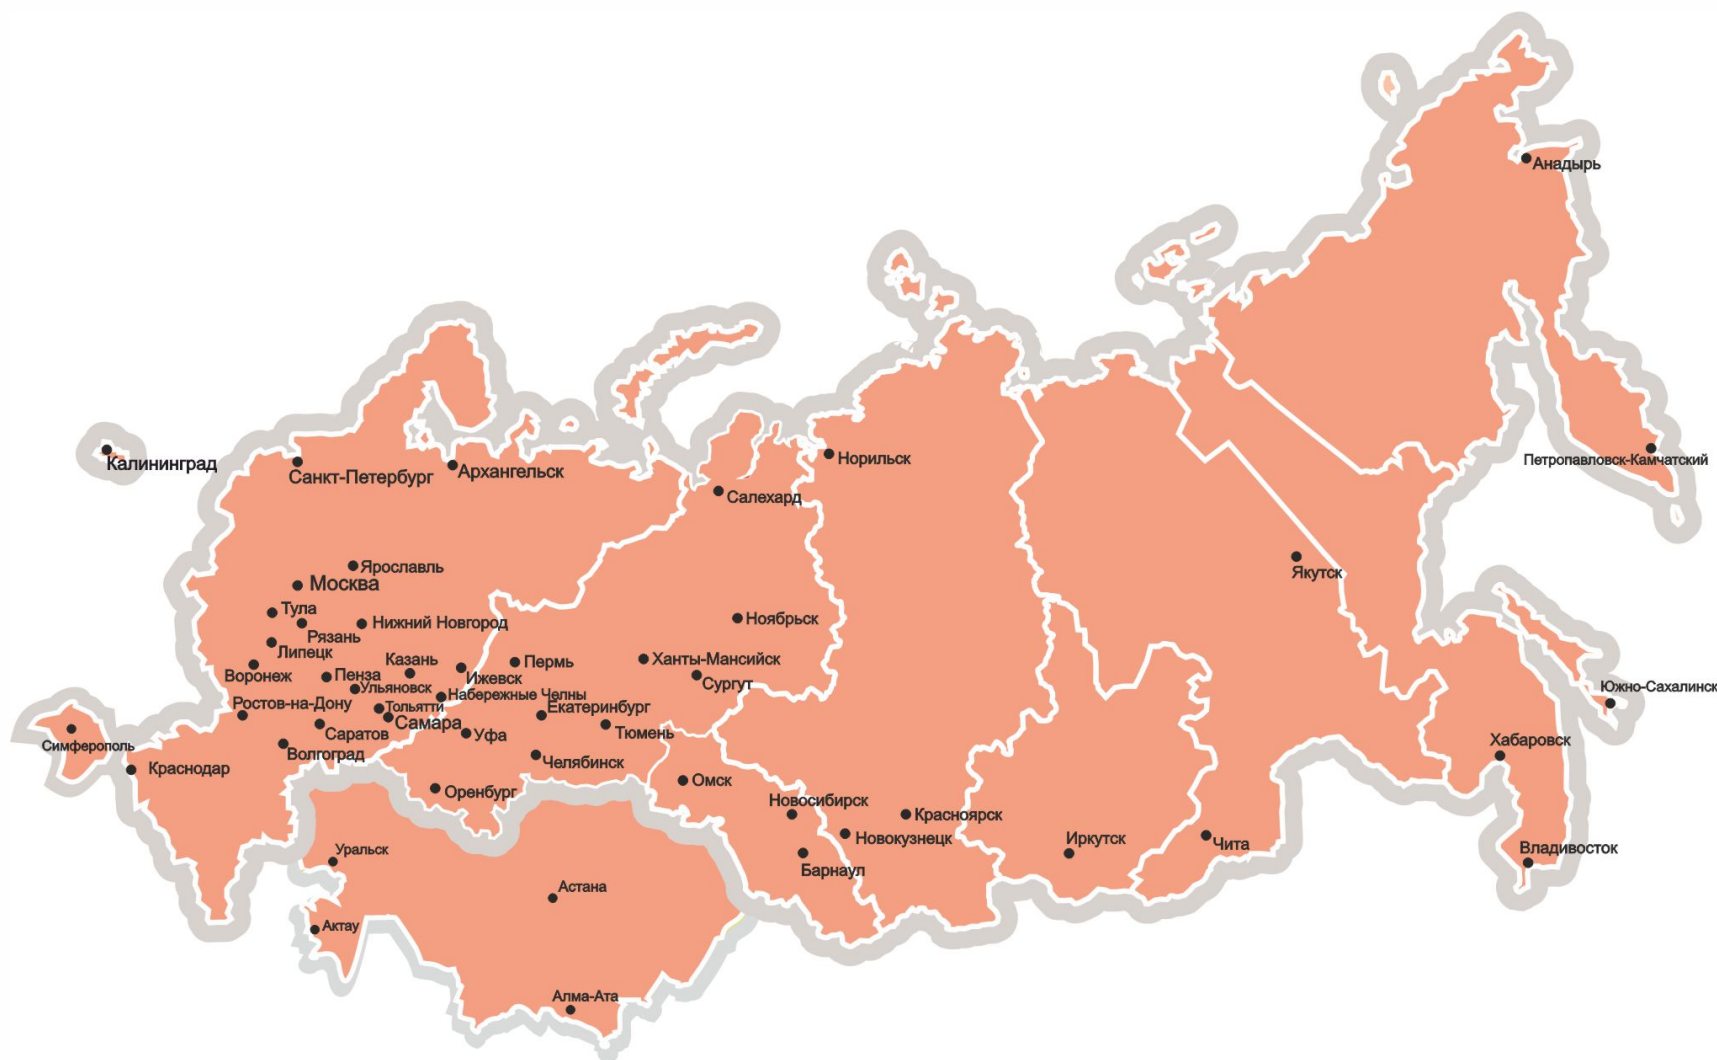 Анадырь
Калининград
Санкт-Петербург
Архангельск
Норильск
Петропавловск-Камчатский
Салехард
Ярославль
Якутск
Москва
Тула
Нижний Новгород
Ноябрьск
Рязань
Липецк
Казань
Пермь
Ханты-Мансийск
Воронеж
Пенза
Ижевск
Сургут
Ульяновск
Набережные Челны
Южно-Сахалинск
Ростов-на-Дону
Тольятти
Екатеринбург
Самара
Саратов
Уфа
Тюмень
Симферополь
Волгоград
Хабаровск
Краснодар
Челябинск
Омск
Оренбург
Новосибирск
Красноярск
Новокузнецк
Иркутск
Чита
Уральск
Барнаул
Владивосток
Астана
Актау
Алма-Ата